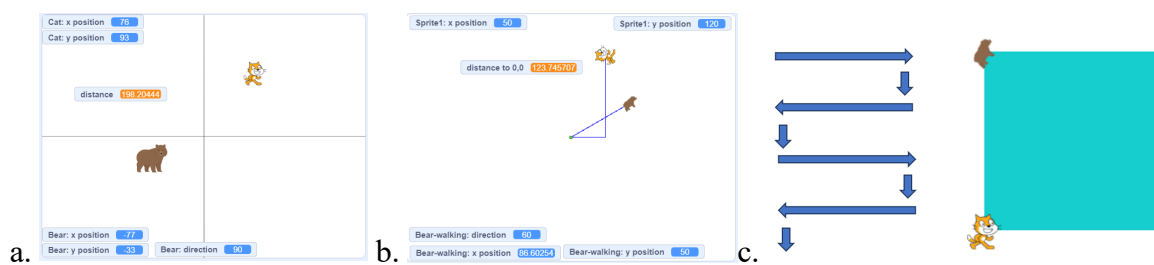 Cat: x position 76
Cat: y position 93
distance 198.20444
Bear: x position -77
Bear: y position -33
Bear: direction 90
a.
Sprite1: x position 50
Sprite1: y position 120
distance to 0,0 123.745707
Bear-walking: direction 60
Bear-walking: x position 86.60254
Bear-walking: y position 50
b.
c.